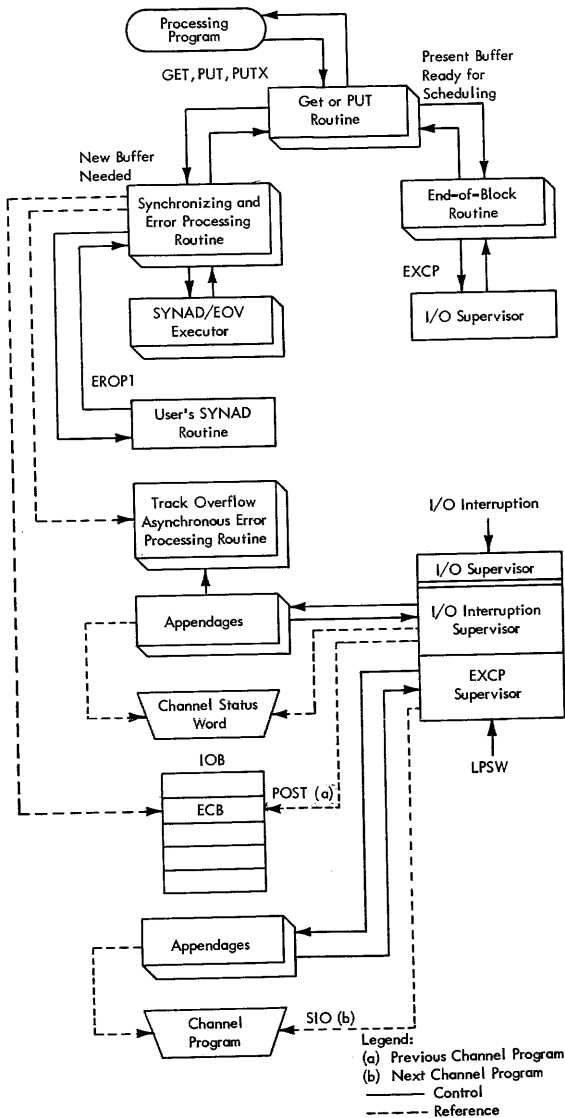 Processing
Program
GET, PUT, PUTX
Get or PUT
Routine
Present Buffer
Ready for
Scheduling
New Buffer
Needed
Synchronizing and
Error Processing
Routine
End-of-Block
Routine
EXCP
I/O Supervisor
SYNAD/EOV
Executor
EROPT
User's SYNAD
Routine
Track Overflow
Asynchronous Error
Processing Routine
I/O Interruption
I/O Supervisor
Appendages
I/O Interruption
Supervisor
EXCP
Supervisor
Channel Status
Word
LPSW
IOB
POST (a)
ECB
Appendages
SIO (b)
Channel
Program
Legend:
(a) Previous Channel Program
(b) Next Channel Program
Control
Reference